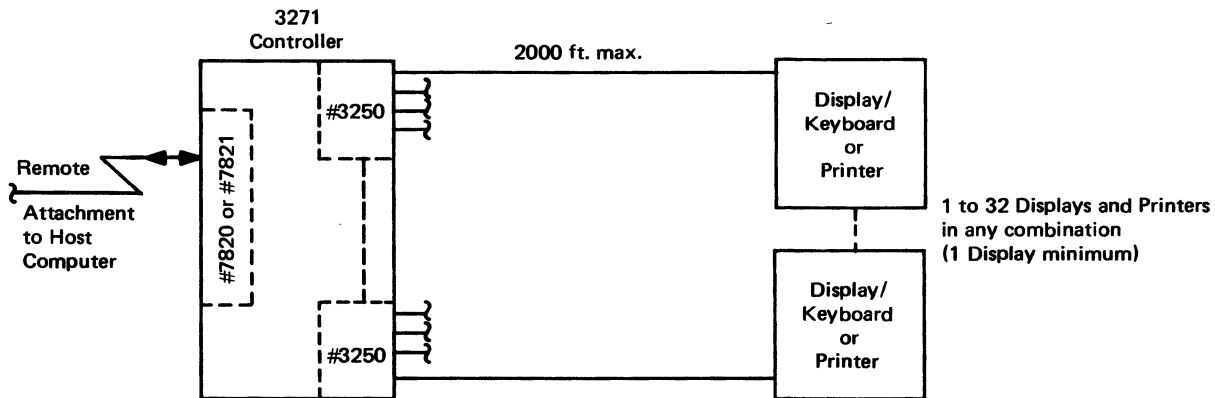 3271
Controller
2000 ft. max.
#3250
Display/
Keyboard
or
Printer
Remote
Attachment
to Host
Computer
#7820 or #7821
1 to 32 Displays and Printers
in any combination
(1 Display minimum)
#3250
Display/
Keyboard
or
Printer